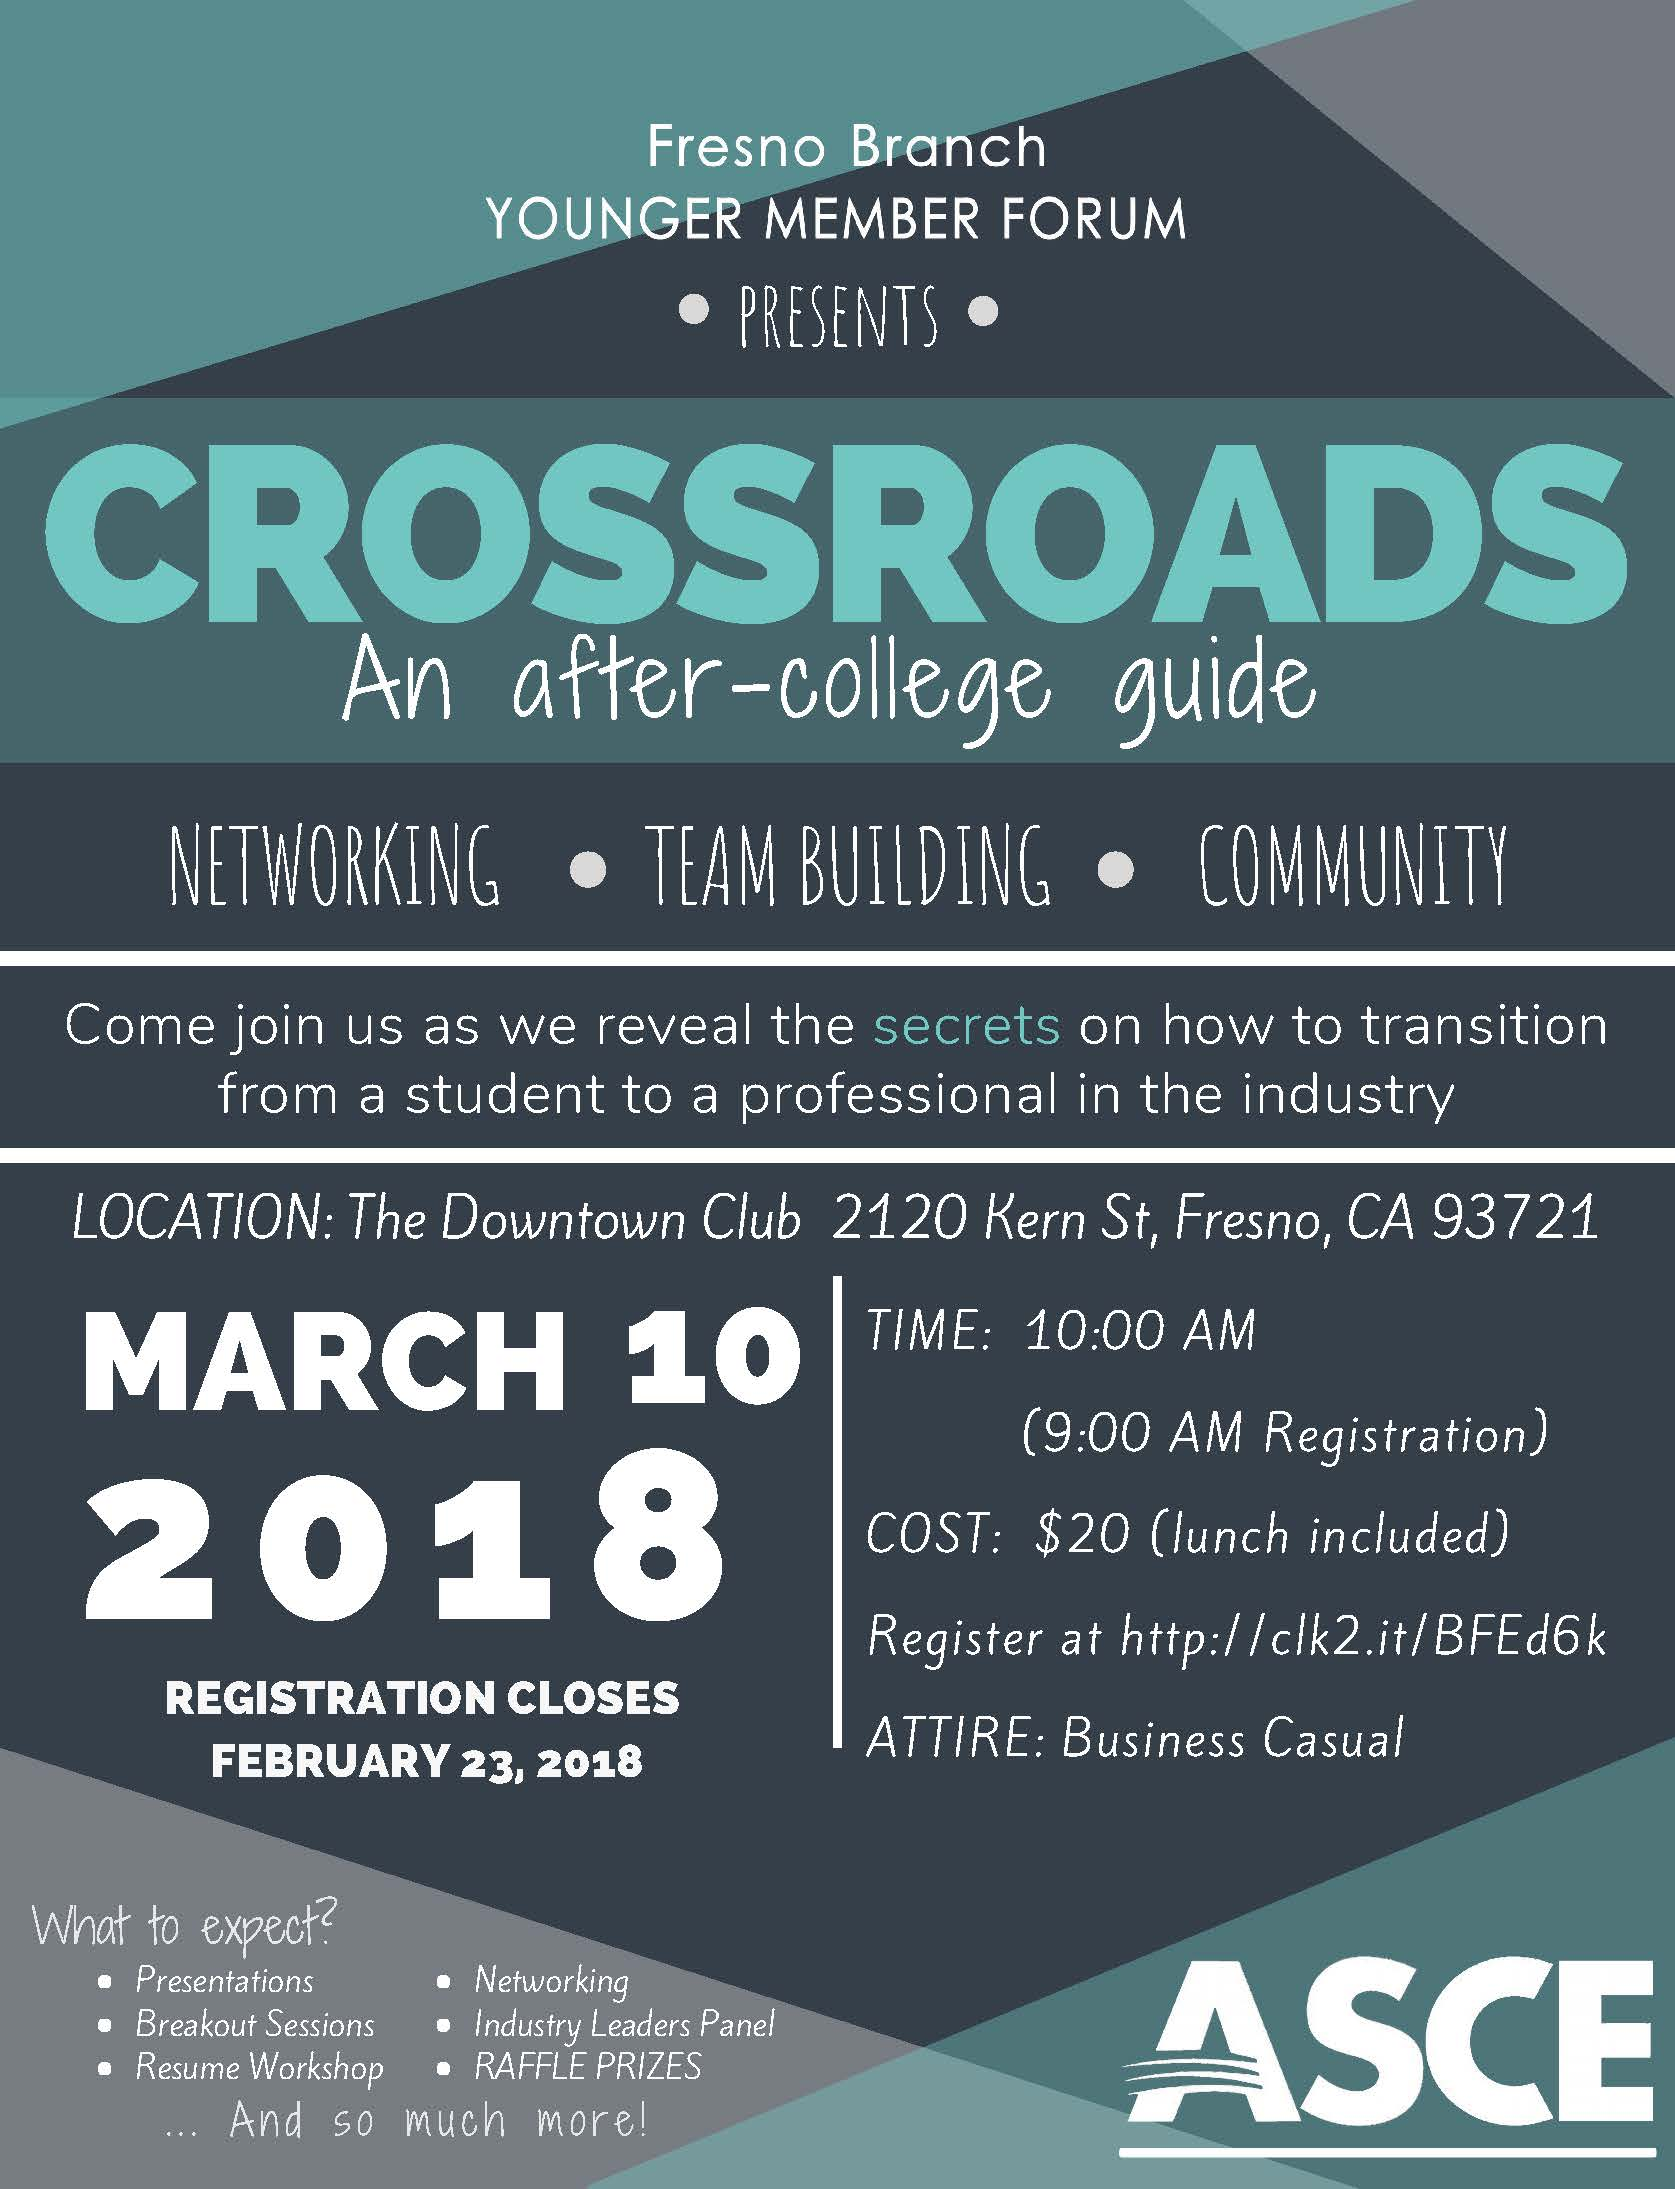 Fresno Branch
YOUNGER MEMBER FORUM
• PRESENTS •
CROSSROADS
An after-college guide
NETWORKING • TEAM BUILDING • COMMUNITY
Come join us as we reveal the secrets on how to transition
from a student to a professional in the industry
LOCATION: The Downtown Club 2120 Kern St, Fresno, CA 93721
MARCH 10
2018
REGISTRATION CLOSES
FEBRUARY 23, 2018
TIME: 10:00 AM
(9:00 AM Registration)
COST: $20 (lunch included)
Register at http://clk2.it/BFEd6k
ATTIRE: Business Casual
What to expect?
• Presentations
• Breakout Sessions
• Resume Workshop
• Networking
• Industry Leaders Panel
• RAFFLE PRIZES
... And so much more!
ASCE